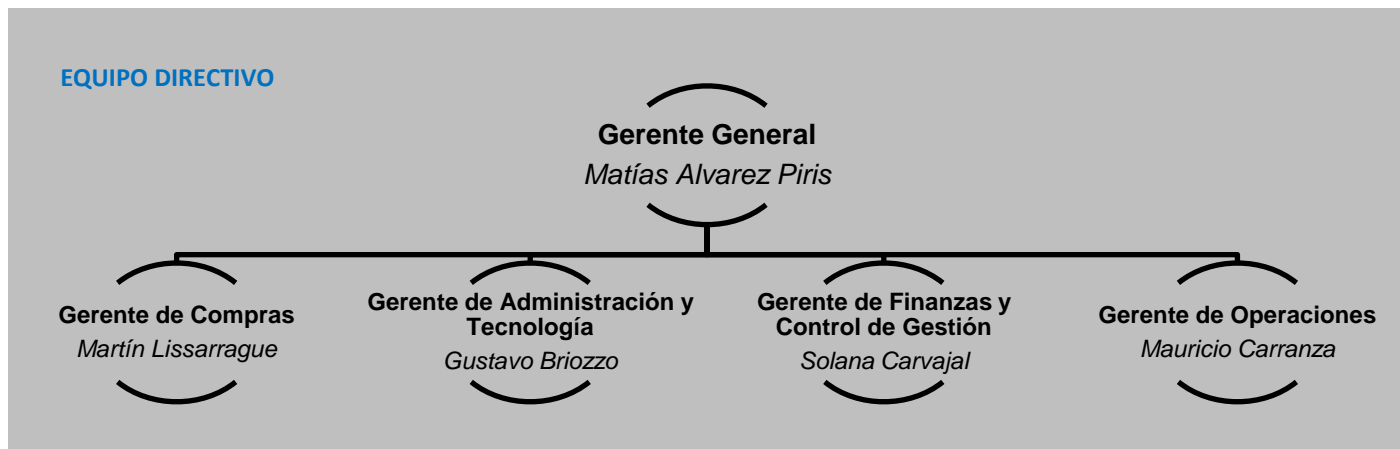 EQUIPO DIRECTIVO
Gerente General
Matías Alvarez Piris
Gerente de Compras
Martín Lissarrague
Gerente de Administración y
Tecnología
Gustavo Briozzo
Gerente de Finanzas y
Control de Gestión
Solana Carvajal
Gerente de Operaciones
Mauricio Carranza